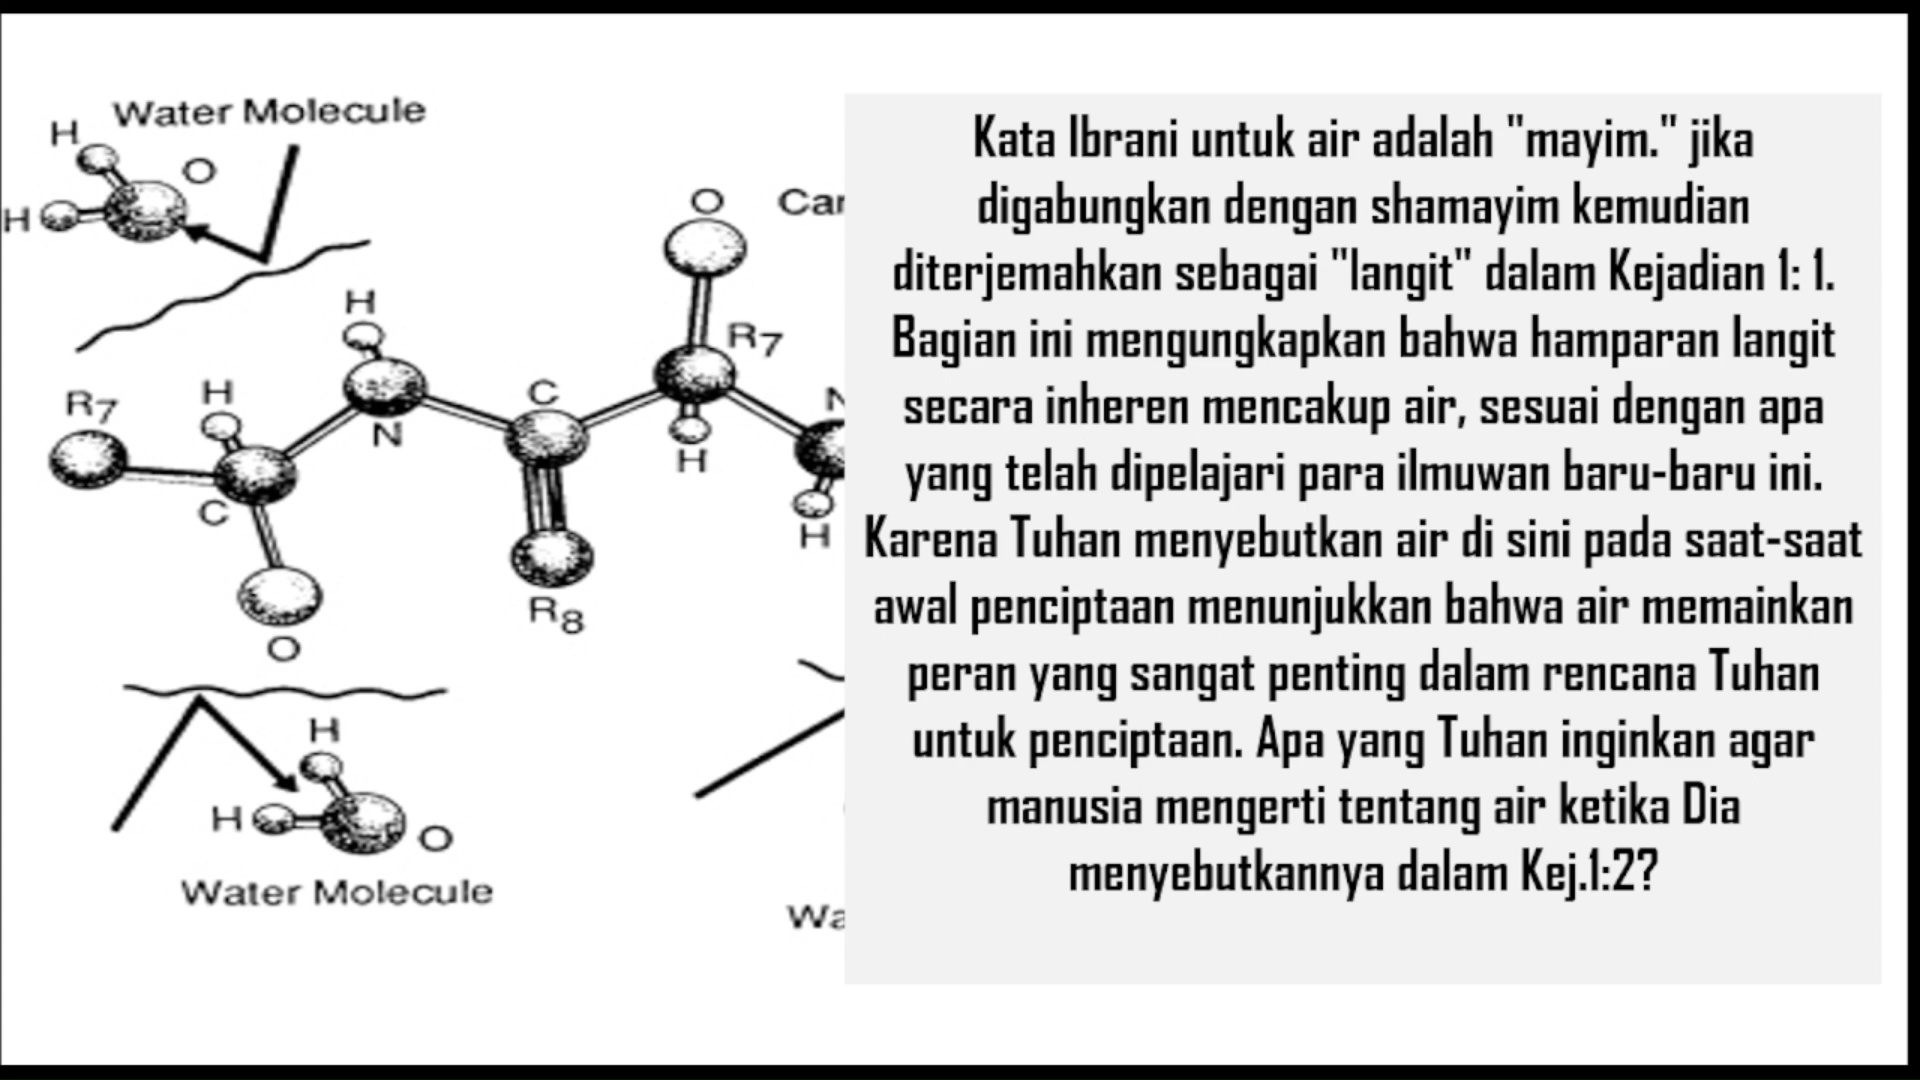 Water Molecule
H
O
H
H
N
R7
H
C
O
C
R8
O
R7
H
H
H
H
O
Water Molecule
Kata Ibrani untuk air adalah "mayim." jika
digabungkan dengan shamayim kemudian
diterjemahkan sebagai "langit" dalam Kejadian 1: 1.
Bagian ini mengungkapkan bahwa hamparan langit
secara inheren mencakup air, sesuai dengan apa
yang telah dipelajari para ilmuwan baru-baru ini.
Karena Tuhan menyebutkan air di sini pada saat-saat
awal penciptaan menunjukkan bahwa air memainkan
peran yang sangat penting dalam rencana Tuhan
untuk penciptaan. Apa yang Tuhan inginkan agar
manusia mengerti tentang air ketika Dia
menyebutkannya dalam Kej.1:2?